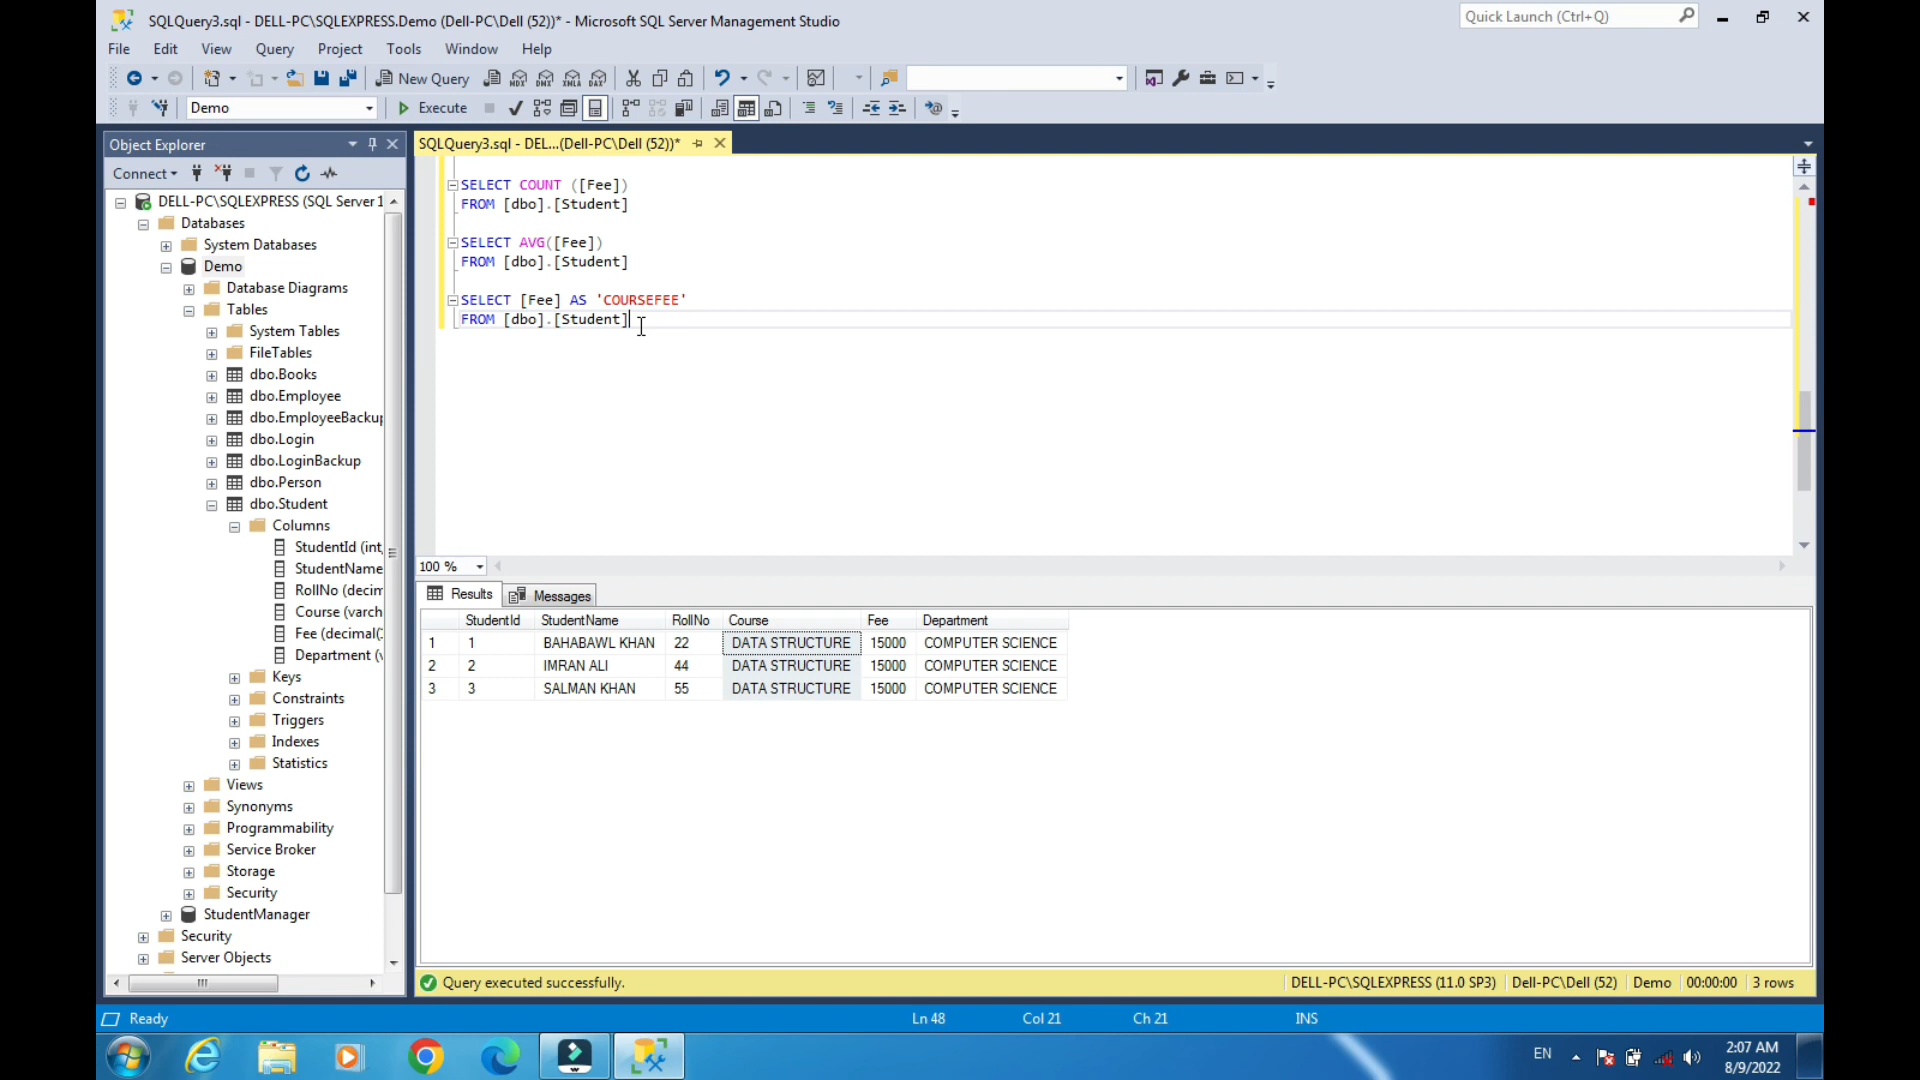 SQLQuery3.sql - DELL-PC\SQLEXPRESS.Demo (Dell-PC\Dell (52))* - Microsoft SQL Server Management Studio
Quick Launch (Ctrl+Q)
File Edit View Query Project Tools Window Help
New Query MDX DMX XMLA DAX
Demo Execute
Object Explorer
SQLQuery3.sql - DEL...(Dell-PC\Dell (52))*
Connect
DELL-PC\SQLEXPRESS (SQL Server 1
Databases
System Databases
Demo
Database Diagrams
Tables
System Tables
FileTables
dbo.Books
dbo.Employee
dbo.EmployeeBackup
dbo.Login
dbo.LoginBackup
dbo.Person
dbo.Student
Columns
StudentId (int,
StudentName
RollNo (decim
Course (varch
Fee (decimal(
Department (v
Keys
Constraints
Triggers
Indexes
Statistics
Views
Synonyms
Programmability
Service Broker
Storage
Security
StudentManager
Security
Server Objects
SELECT COUNT ([Fee])
FROM [dbo].[Student]
SELECT AVG([Fee])
FROM [dbo].[Student]
SELECT [Fee] AS 'COURSEFEE'
FROM [dbo].[Student]
100 %
Results Messages
StudentId StudentName RollNo Course Fee Department
1 1 BAHABAWL KHAN 22 DATA STRUCTURE 15000 COMPUTER SCIENCE
2 2 IMRAN ALI 44 DATA STRUCTURE 15000 COMPUTER SCIENCE
3 3 SALMAN KHAN 55 DATA STRUCTURE 15000 COMPUTER SCIENCE
Query executed successfully. DELL-PC\SQLEXPRESS (11.0 SP3) Dell-PC\Dell (52) Demo 00:00:00 3 rows
Ready Ln 48 Col 21 Ch 21 INS
EN 2:07 AM
8/9/2022